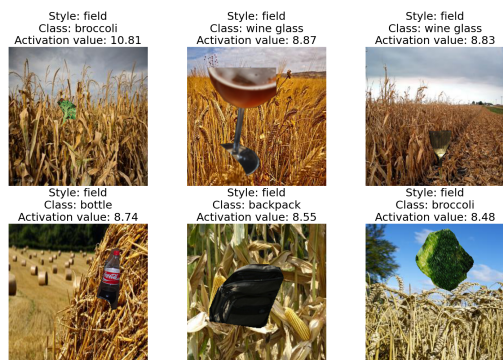 Style: field
Class: broccoli
Activation value: 10.81
Style: field
Class: wine glass
Activation value: 8.87
Style: field
Class: wine glass
Activation value: 8.83
Style: field
Class: bottle
Activation value: 8.74
Style: field
Class: backpack
Activation value: 8.55
Style: field
Class: broccoli
Activation value: 8.48